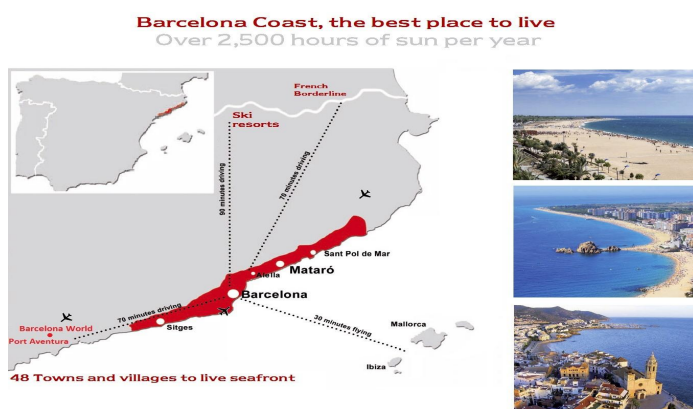 Barcelona Coast, the best place to live
Over 2,500 hours of sun per year
French
Borderline
Ski
resorts
90 minutes driving
70 minutes driving
Sant Pol de Mar
Mataró
Alella
Barcelona
70 minutes driving
30 minutes flying
Barcelona World
Port Aventura
Sitges
Mallorca
Ibiza
48 Towns and villages to live seafront